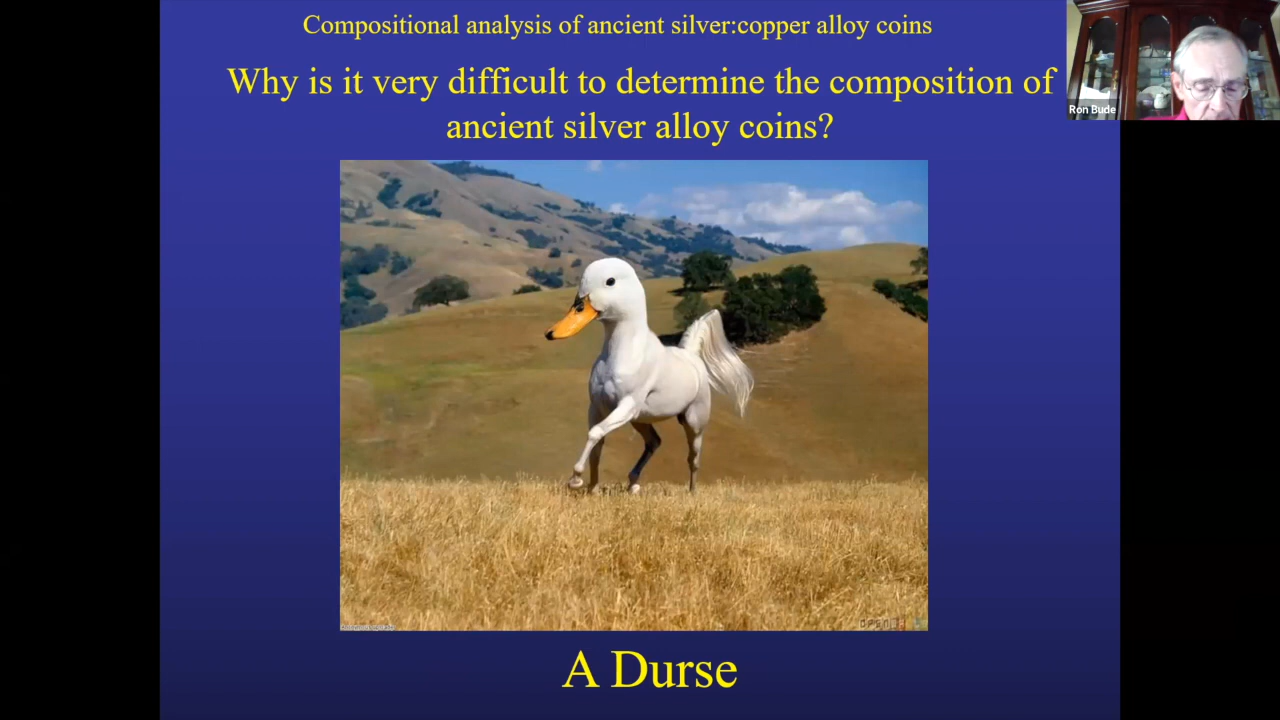 Compositional analysis of ancient silver:copper alloy coins
Why is it very difficult to determine the composition of
ancient silver alloy coins?
Ron Bude
A Durse